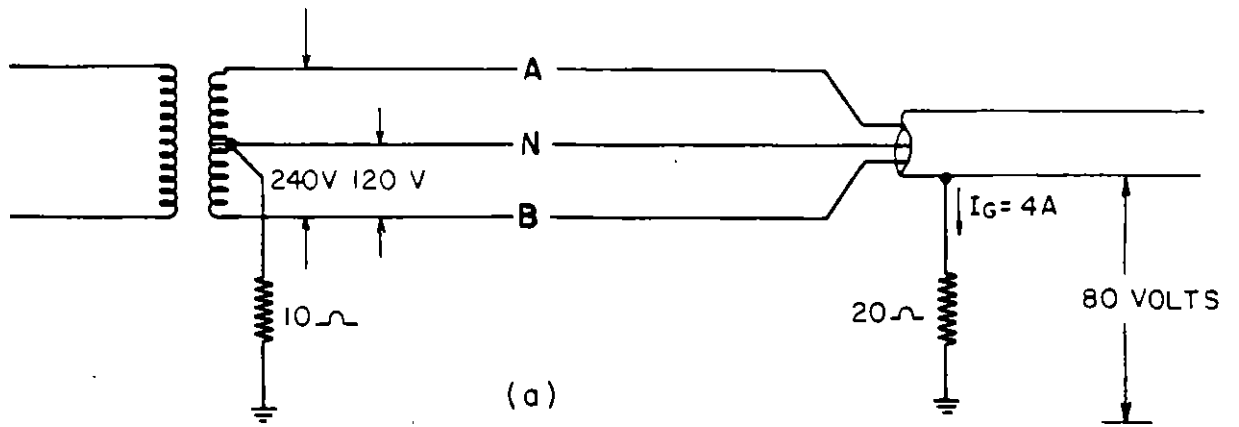 A
N
240V 120 V
B
I_G = 4A
10 Ω
20 Ω
80 VOLTS
(a)